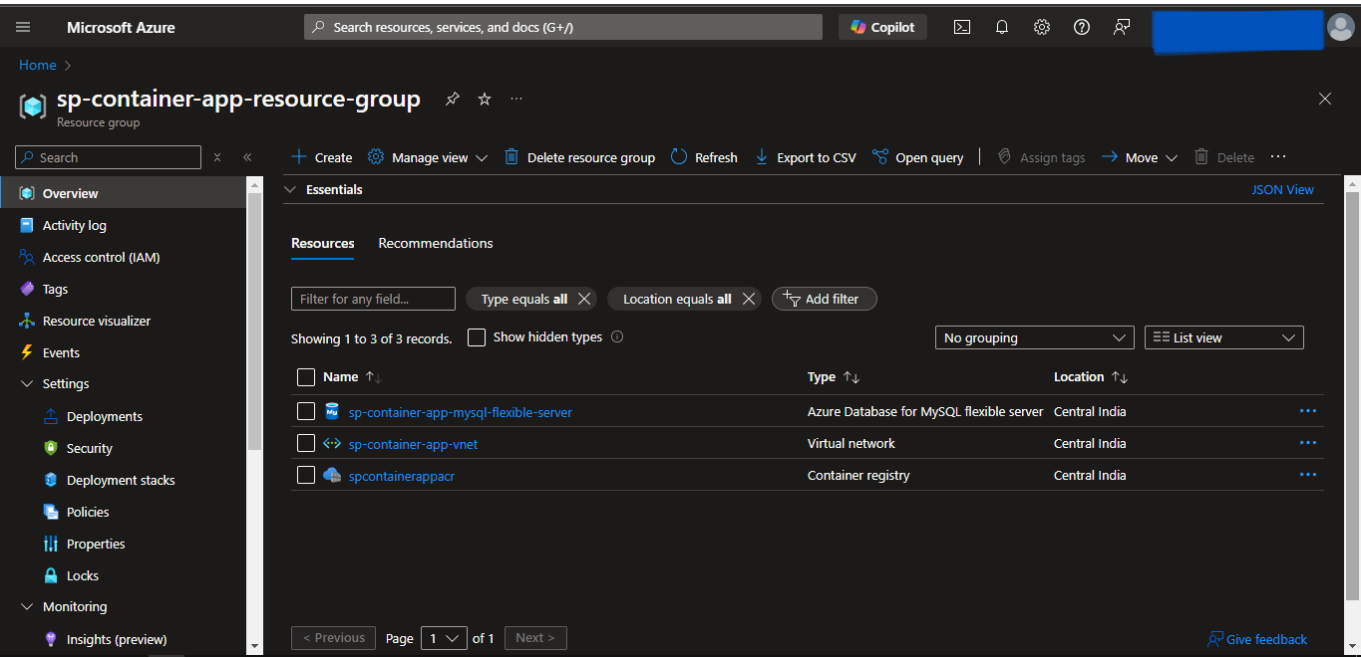 Microsoft Azure
Search resources, services, and docs (G+/)
Copilot
Home >
sp-container-app-resource-group
Resource group
Search
Create
Manage view
Delete resource group
Refresh
Export to CSV
Open query
Assign tags
Move
Delete
Overview
Activity log
Access control (IAM)
Tags
Resource visualizer
Events
Settings
Deployments
Security
Deployment stacks
Policies
Properties
Locks
Monitoring
Insights (preview)
Essentials
JSON View
Resources Recommendations
Filter for any field...
Type equals all
Location equals all
Add filter
Showing 1 to 3 of 3 records.
Show hidden types
No grouping
List view
Name Type Location
sp-container-app-mysql-flexible-server Azure Database for MySQL flexible server Central India
sp-container-app-vnet Virtual network Central India
spcontainerappacr Container registry Central India
< Previous Page 1 of 1 Next >
Give feedback